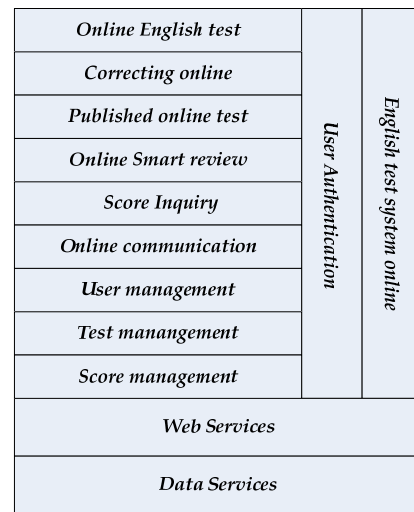 Online English test
Correcting online
Published online test
Online Smart review
Score Inquiry
Online communication
User management
Test manangement
Score management
User Authentication
English test system online
Web Services
Data Services